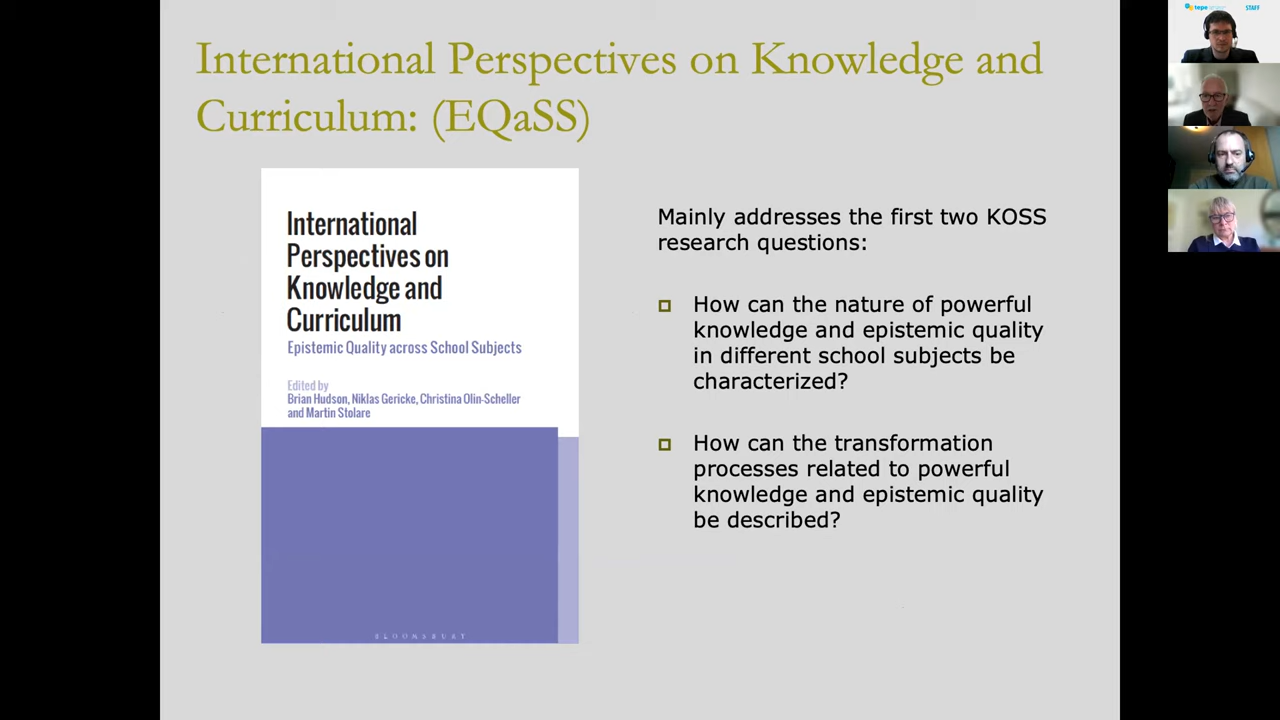 International Perspectives on Knowledge and
Curriculum: (EQaSS)
International
Perspectives on
Knowledge and
Curriculum
Epistemic Quality across School Subjects
Edited by
Brian Hudson, Niklas Gericke, Christina Olin-Scheller
and Martin Stolare
BLOOMSBURY
Mainly addresses the first two KOSS
research questions:
How can the nature of powerful
knowledge and epistemic quality
in different school subjects be
characterized?
How can the transformation
processes related to powerful
knowledge and epistemic quality
be described?
tepe
STAFF